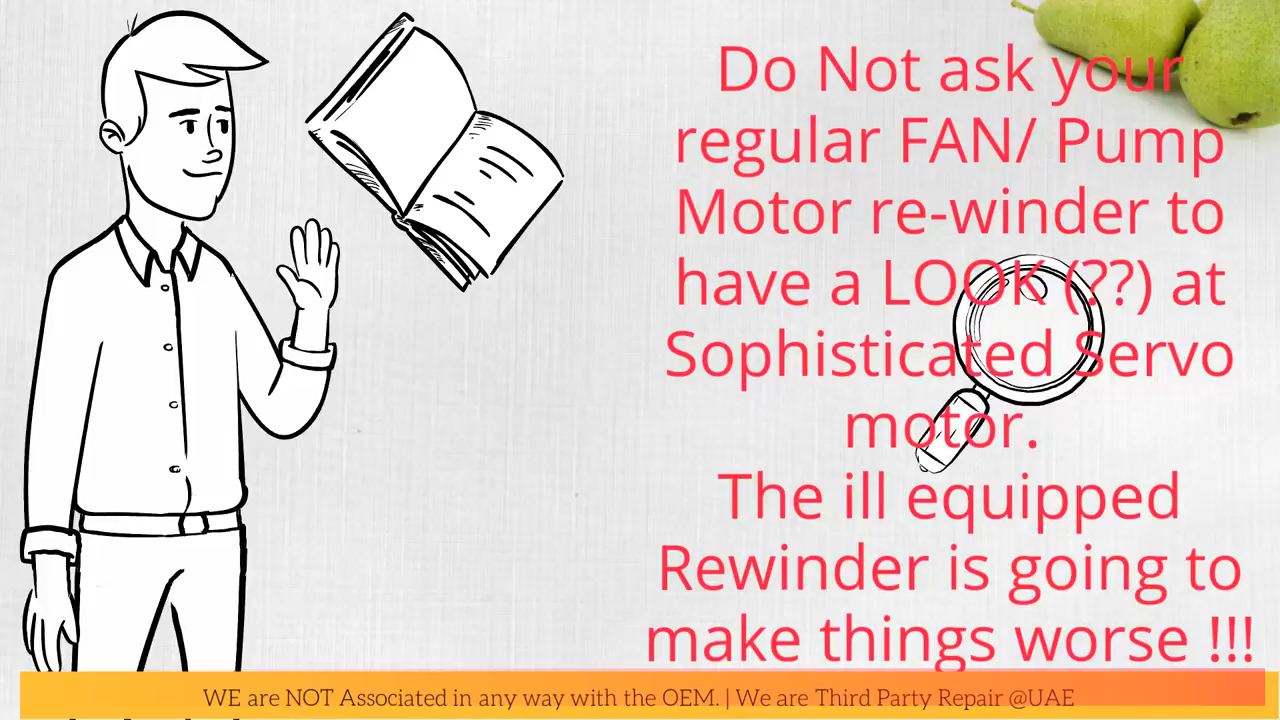 Do Not ask your
regular FAN/ Pump
Motor re-winder to
have a LOOK (??) at
Sophisticated Servo
motor.
The ill equipped
Rewinder is going to
make things worse !!!
WE are NOT Associated in any way with the OEM. | We are Third Party Repair @UAE